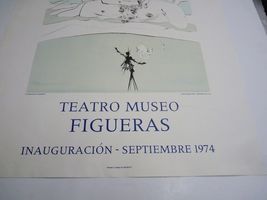 TEATRO MUSEO
FIGUERAS
INAUGURACIÓN - SEPTIEMBRE 1974